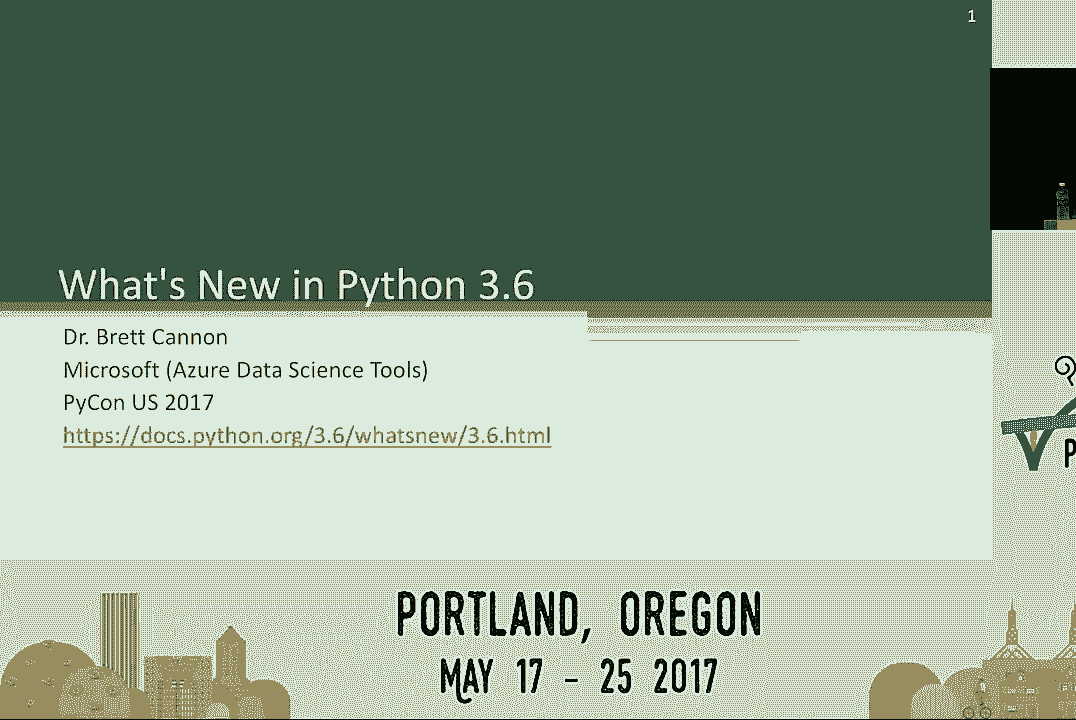 1
What's New in Python 3.6
Dr. Brett Cannon
Microsoft (Azure Data Science Tools)
PyCon US 2017
https://docs.python.org/3.6/whatsnew/3.6.html
P
PORTLAND, OREGON
MAY 17 - 25 2017